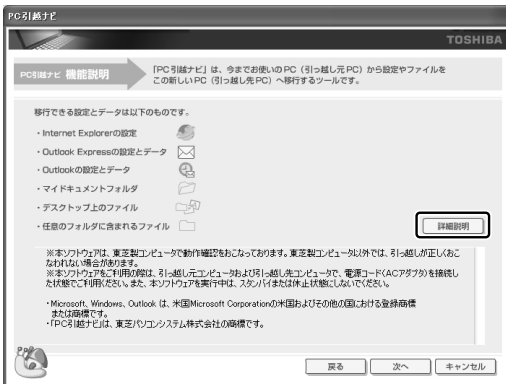 PC引越ナビ
TOSHIBA
PC引越ナビ 機能説明
「PC引越ナビ」は、今までお使いのPC（引っ越し元PC）から設定やファイルを
この新しいPC（引っ越し先PC）へ移行するツールです。
移行できる設定とデータは以下のものです。
・Internet Explorerの設定
・Outlook Expressの設定とデータ
・Outlookの設定とデータ
・マイドキュメントフォルダ
・デスクトップ上のファイル
・任意のフォルダに含まれるファイル
詳細説明
※本ソフトウェアは、東芝製コンピュータで動作確認をおこなっております。東芝製コンピュータ以外では、引っ越しが正しくおこ
なわれない場合があります。
※本ソフトウェアをご利用の際は、引っ越し元コンピュータおよび引っ越し先コンピュータで、電源コード(ACアダプタ)を接続し
た状態でご利用ください。また、本ソフトウェアを実行中は、スタンバイまたは休止状態にしないでください。
・Microsoft、Windows、Outlook は、米国Microsoft Corporationの米国およびその他の国における登録商標
または商標です。
・「PC引越ナビ」は、東芝パソコンシステム株式会社の商標です。
戻る
次へ
キャンセル